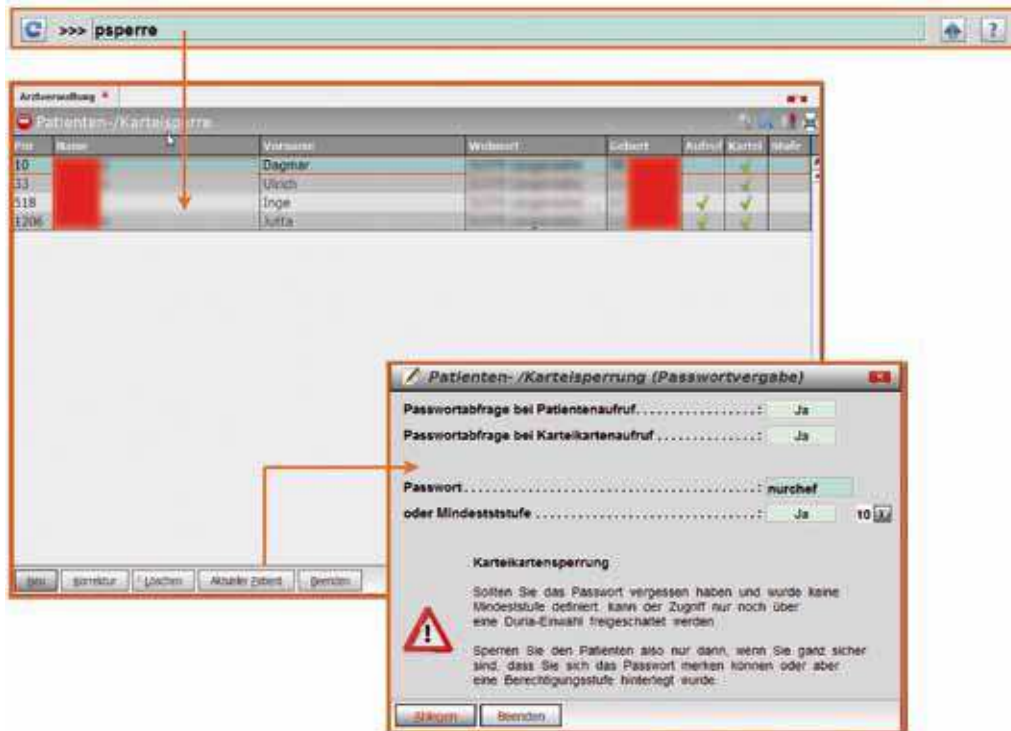 >>> psperre
?
Arztverwaltung
Patienten-/Karteisperre
Pnr Name Vorname Wohnort Geburt Aufruf Kartei Stufe
10 Dagmar
33 Ulrich
518 Inge
1206 Jutta
Patienten- /Karteisperrung (Passwortvergabe)
Passwortabfrage bei Patientenaufruf.................: Ja
Passwortabfrage bei Karteikartenaufruf..............: Ja
Passwort............................................: nurchef
oder Mindestststufe.................................: Ja 10
Neu Korrektur Löschen Aktueller Patient Beenden
Karteikartensperrung
Sollten Sie das Passwort vergessen haben und wurde keine
Mindeststufe definiert, kann der Zugriff nur noch über
eine Duria-Einwahl freigeschaltet werden
Sperren Sie den Patienten also nur dann, wenn Sie ganz sicher
sind, dass Sie sich das Passwort merken können oder aber
eine Berechtigungsstufe hinterlegt wurde.
Ablegen Beenden